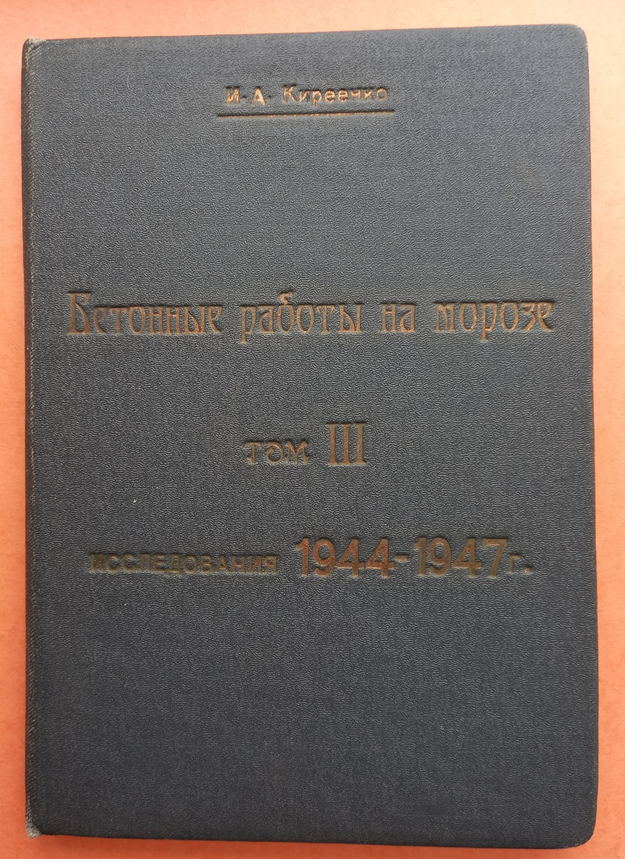 И. А. Киреенко
Бетонные работы на морозе
том III
ИССЛЕДОВАНИЯ 1944-1947 г.